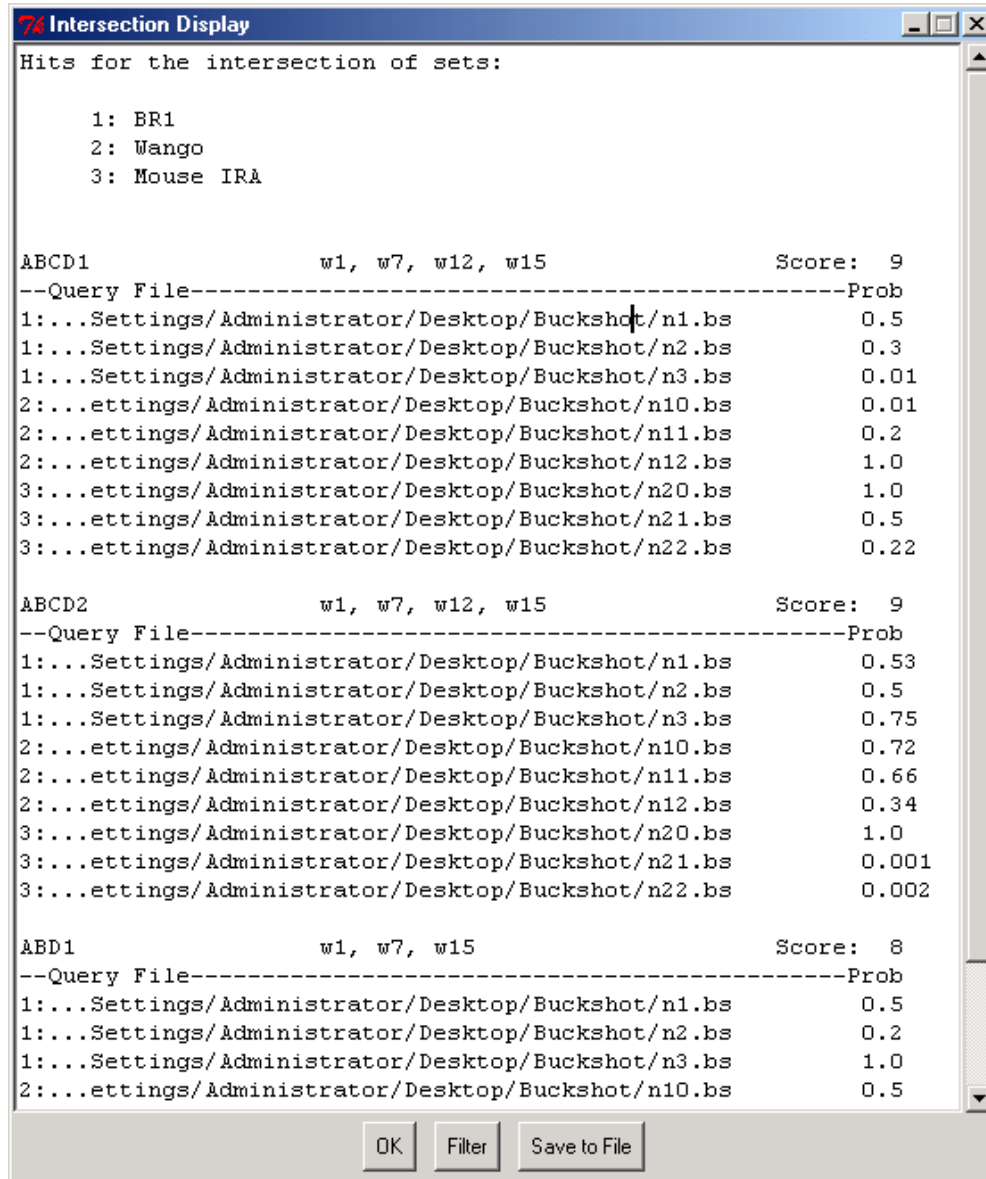 Intersection Display
Hits for the intersection of sets:
1: BR1
2: Wango
3: Mouse IRA
ABCD1 w1, w7, w12, w15 Score: 9
--Query File----------------------------------------------Prob
1:...Settings/Administrator/Desktop/Buckshot/n1.bs 0.5
1:...Settings/Administrator/Desktop/Buckshot/n2.bs 0.3
1:...Settings/Administrator/Desktop/Buckshot/n3.bs 0.01
2:...ettings/Administrator/Desktop/Buckshot/n10.bs 0.01
2:...ettings/Administrator/Desktop/Buckshot/n11.bs 0.2
2:...ettings/Administrator/Desktop/Buckshot/n12.bs 1.0
3:...ettings/Administrator/Desktop/Buckshot/n20.bs 1.0
3:...ettings/Administrator/Desktop/Buckshot/n21.bs 0.5
3:...ettings/Administrator/Desktop/Buckshot/n22.bs 0.22
ABCD2 w1, w7, w12, w15 Score: 9
--Query File----------------------------------------------Prob
1:...Settings/Administrator/Desktop/Buckshot/n1.bs 0.53
1:...Settings/Administrator/Desktop/Buckshot/n2.bs 0.5
1:...Settings/Administrator/Desktop/Buckshot/n3.bs 0.75
2:...ettings/Administrator/Desktop/Buckshot/n10.bs 0.72
2:...ettings/Administrator/Desktop/Buckshot/n11.bs 0.66
2:...ettings/Administrator/Desktop/Buckshot/n12.bs 0.34
3:...ettings/Administrator/Desktop/Buckshot/n20.bs 1.0
3:...ettings/Administrator/Desktop/Buckshot/n21.bs 0.001
3:...ettings/Administrator/Desktop/Buckshot/n22.bs 0.002
ABD1 w1, w7, w15 Score: 8
--Query File----------------------------------------------Prob
1:...Settings/Administrator/Desktop/Buckshot/n1.bs 0.5
1:...Settings/Administrator/Desktop/Buckshot/n2.bs 0.2
1:...Settings/Administrator/Desktop/Buckshot/n3.bs 1.0
2:...ettings/Administrator/Desktop/Buckshot/n10.bs 0.5
OK Filter Save to File